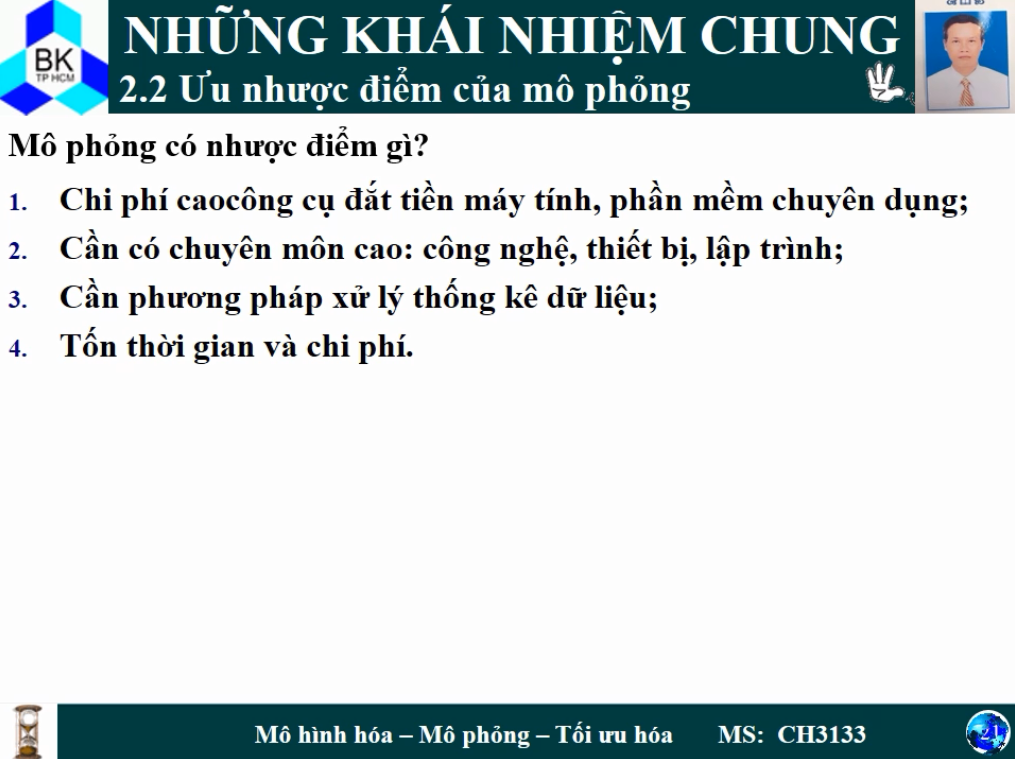 BK
TP HCM
NHỮNG KHÁI NHIỆM CHUNG
2.2 Ưu nhược điểm của mô phỏng
Mô phỏng có nhược điểm gì?
1. Chi phí caocông cụ đắt tiền máy tính, phần mềm chuyên dụng;
2. Cần có chuyên môn cao: công nghệ, thiết bị, lập trình;
3. Cần phương pháp xử lý thống kê dữ liệu;
4. Tốn thời gian và chi phí.
Mô hình hóa – Mô phỏng – Tối ưu hóa MS: CH3133
21